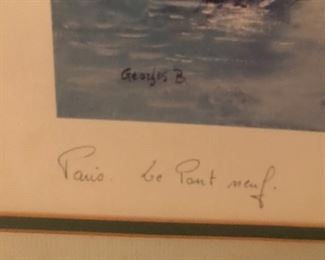 Georges B.
Paris. Le Pont neuf.